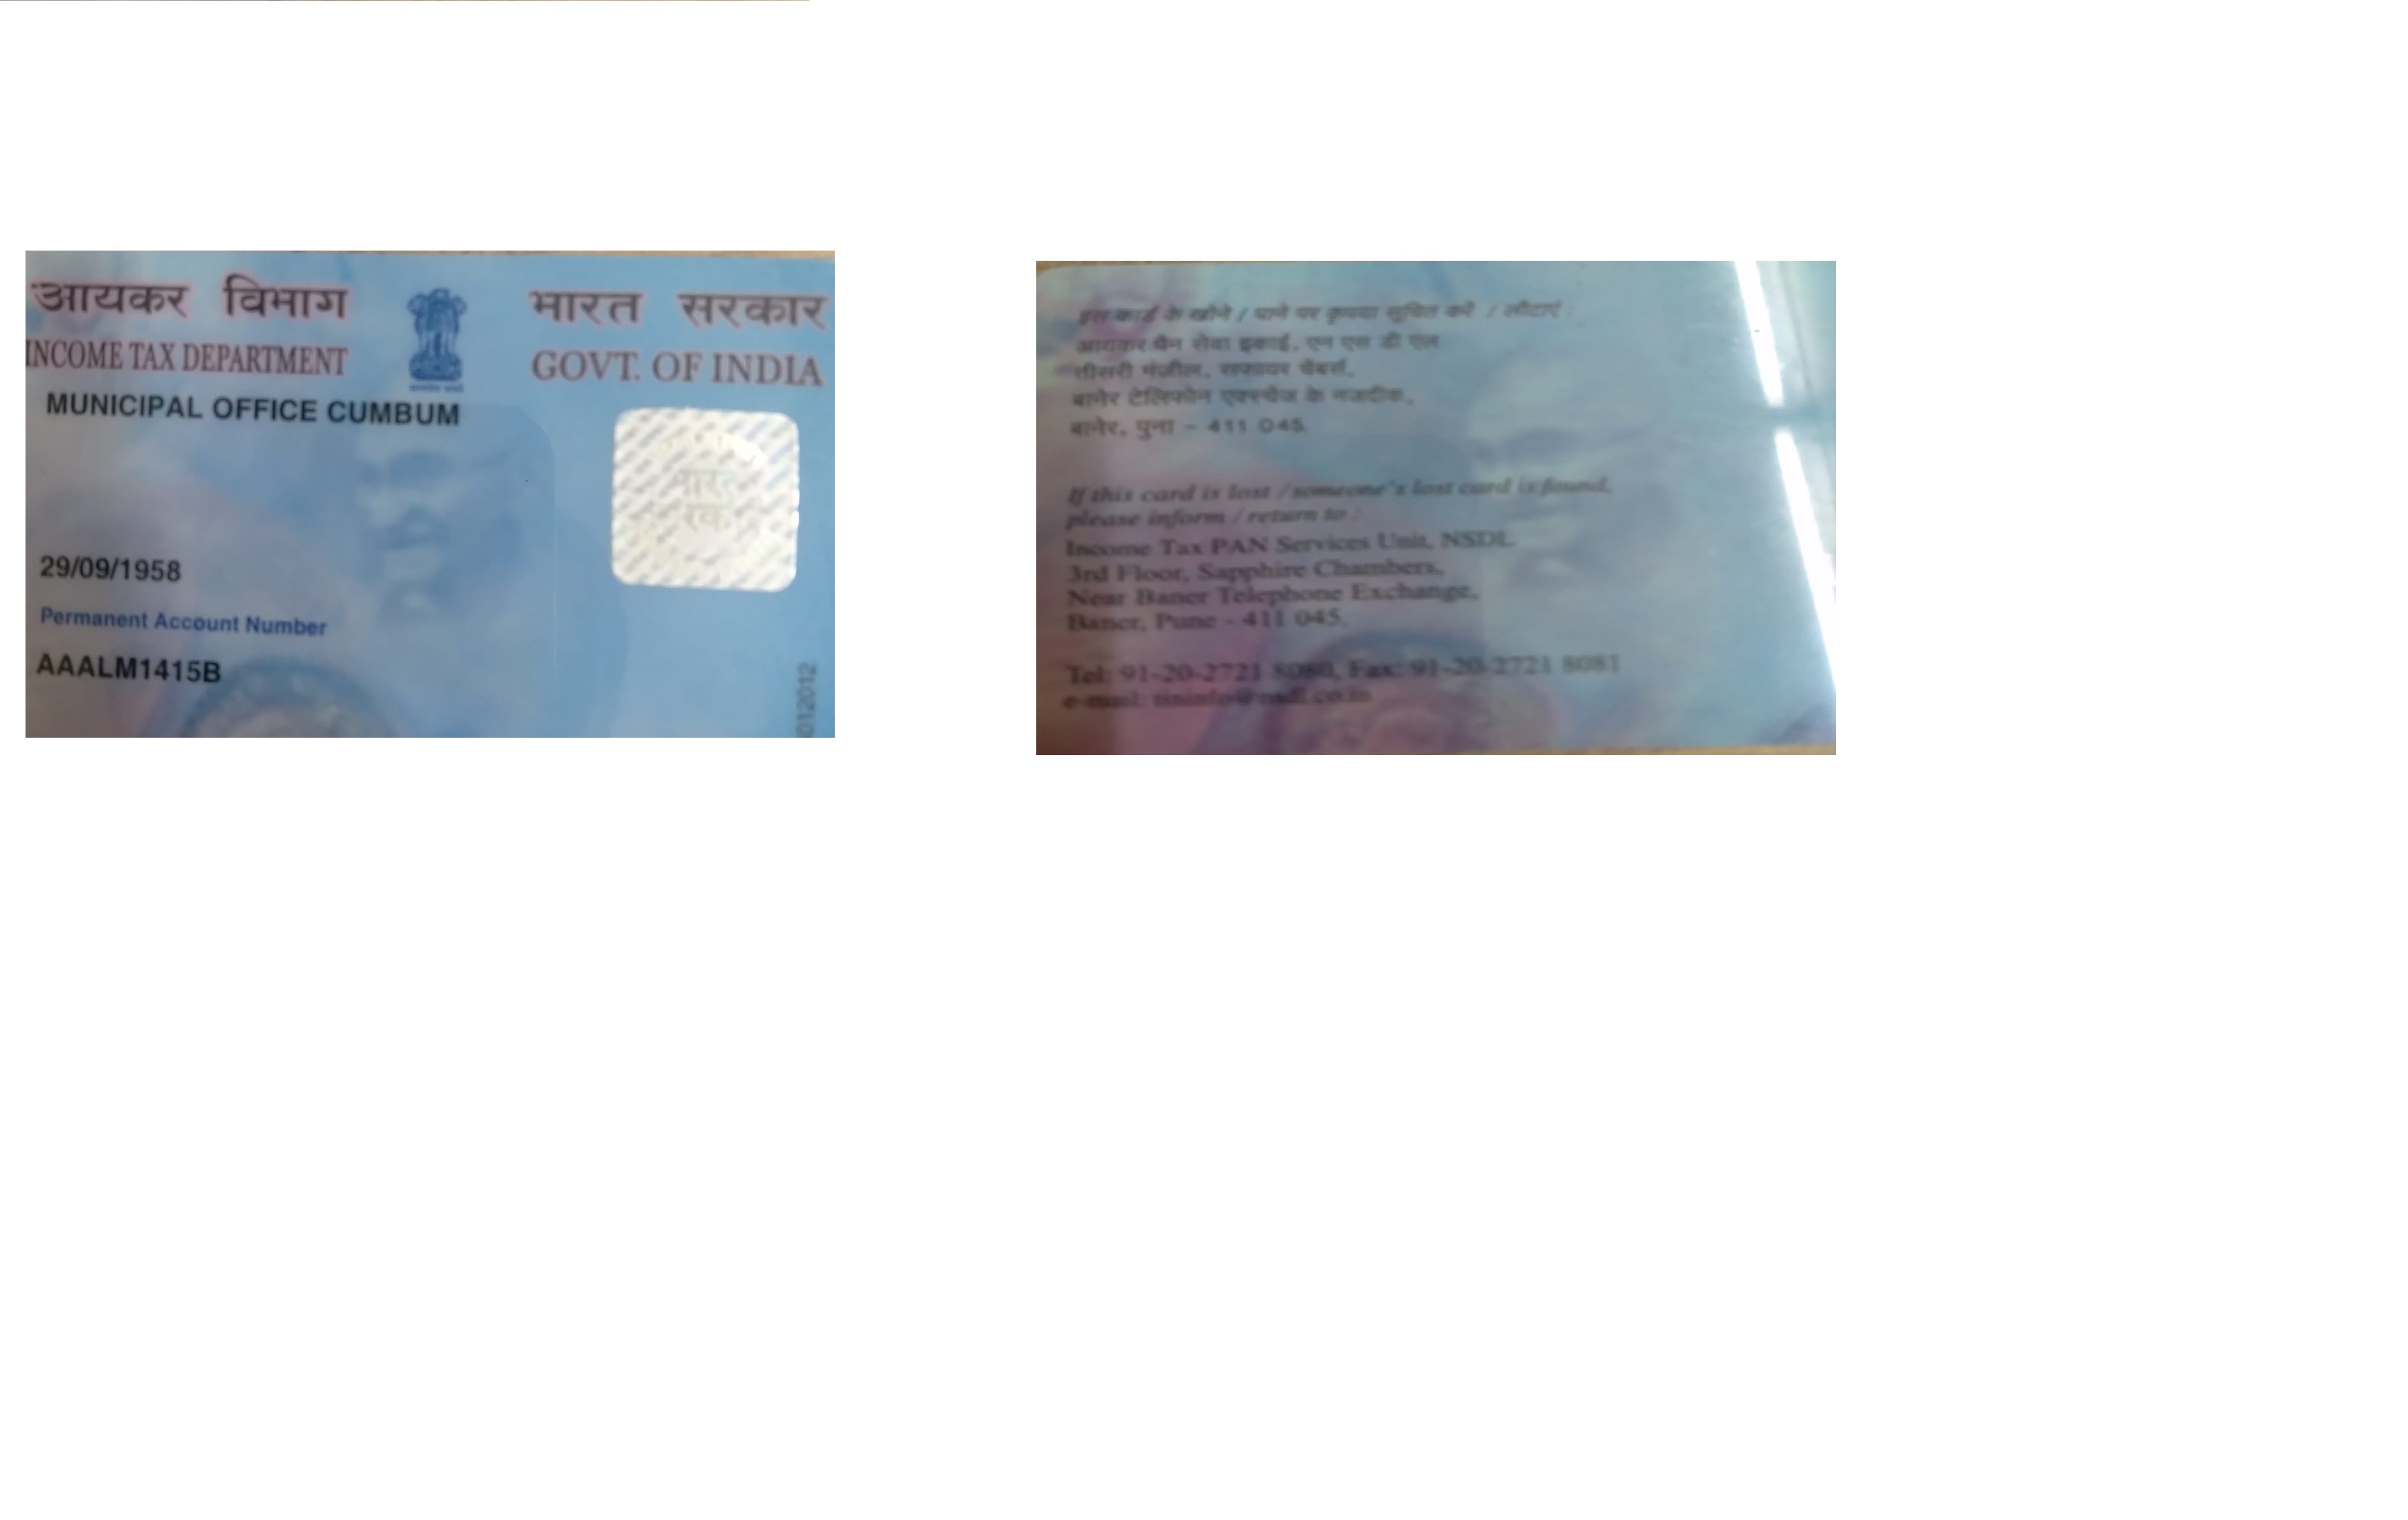 आयकर विभाग
भारत सरकार
INCOME TAX DEPARTMENT
GOVT. OF INDIA
MUNICIPAL OFFICE CUMBUM
29/09/1958
Permanent Account Number
AAALM1415B
012012
इस कार्ड के खोने / पाने पर कृपया सूचित करें / लौटाएं :
आयकर पैन सेवा इकाई, एन एस डी एल
तीसरी मंजील, सफायर चेंबर्स,
बानेर टेलिफोन एक्स्चेंज के नजदीक,
बानेर, पुना - 411 045
If this card is lost / someone's lost card is found,
please inform / return to :
Income Tax PAN Services Unit, NSDL
3rd Floor, Sapphire Chambers,
Near Baner Telephone Exchange,
Baner, Pune - 411 045.
Tel: 91-20-2721 8080, Fax: 91-20-2721 8081
e-mail: tininfo@nsdl.co.in